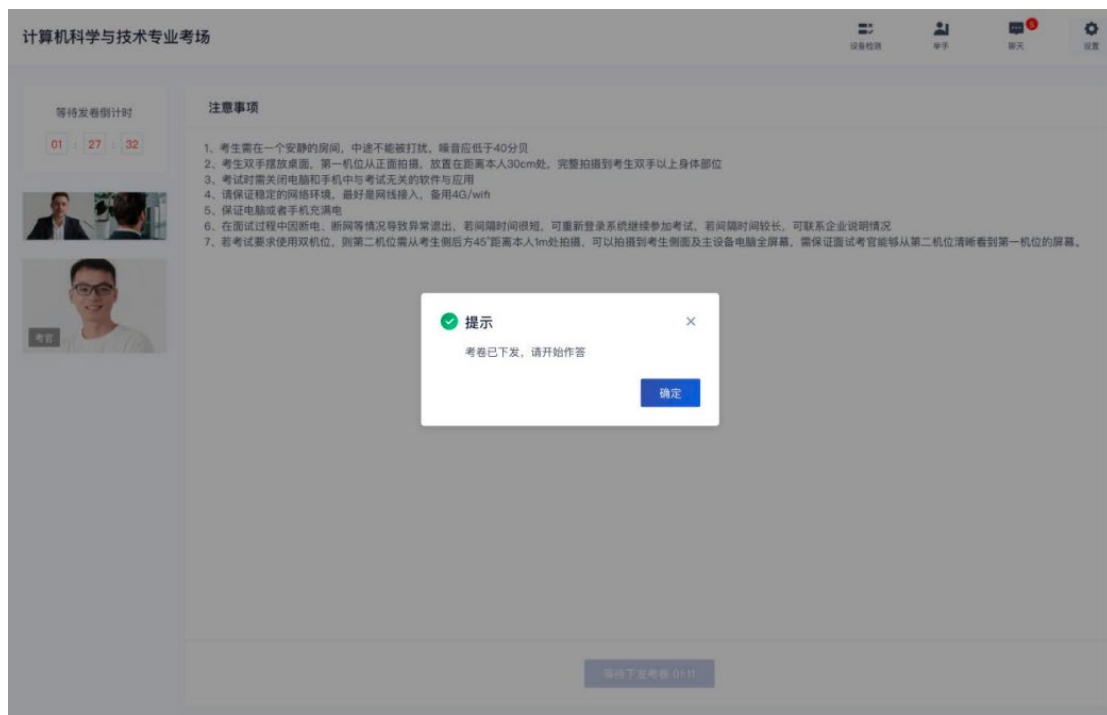 计算机科学与技术专业考场
设备检测
举手
聊天
设置
等待发卷倒计时
01 : 27 : 32
注意事项
1、考生需在一个安静的房间，中途不能被打扰，噪音应低于40分贝
2、考生双手摆放桌面，第一机位从正面拍摄，放置在距离本人30cm处，完整拍摄到考生双手以上身体部位
3、考试时需关闭电脑和手机中与考试无关的软件与应用
4、请保证稳定的网络环境，最好是网线接入，备用4G/wifi
5、保证电脑或者手机充满电
6、在面试过程中因断电、断网等情况导致异常退出，若间隔时间很短，可重新登录系统继续参加考试，若间隔时间较长，可联系企业说明情况
7、若考试要求使用双机位，则第二机位需从考生侧后方45°距离本人1m处拍摄，可以拍摄到考生侧面及主设备电脑全屏幕，需保证面试考官能够从第二机位清晰看到第一机位的屏幕。
考官
提示
考卷已下发，请开始作答
确定
等待下发考卷 01:11